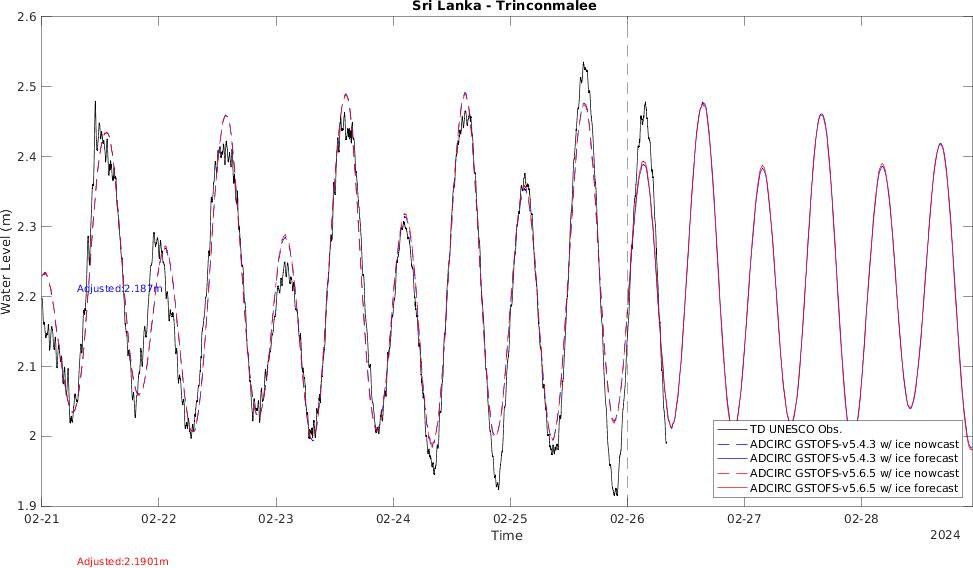 Sri Lanka - Trinconmalee
2.6
2.5
2.4
2.3
2.2
2.1
2
1.9
Water Level (m)
Adjusted:2.187m
TD UNESCO Obs.
ADCIRC GSTOFS-v5.4.3 w/ ice nowcast
ADCIRC GSTOFS-v5.4.3 w/ ice forecast
ADCIRC GSTOFS-v5.6.5 w/ ice nowcast
ADCIRC GSTOFS-v5.6.5 w/ ice forecast
02-21 02-22 02-23 02-24 02-25 02-26 02-27 02-28
Time
2024
Adjusted:2.1901m